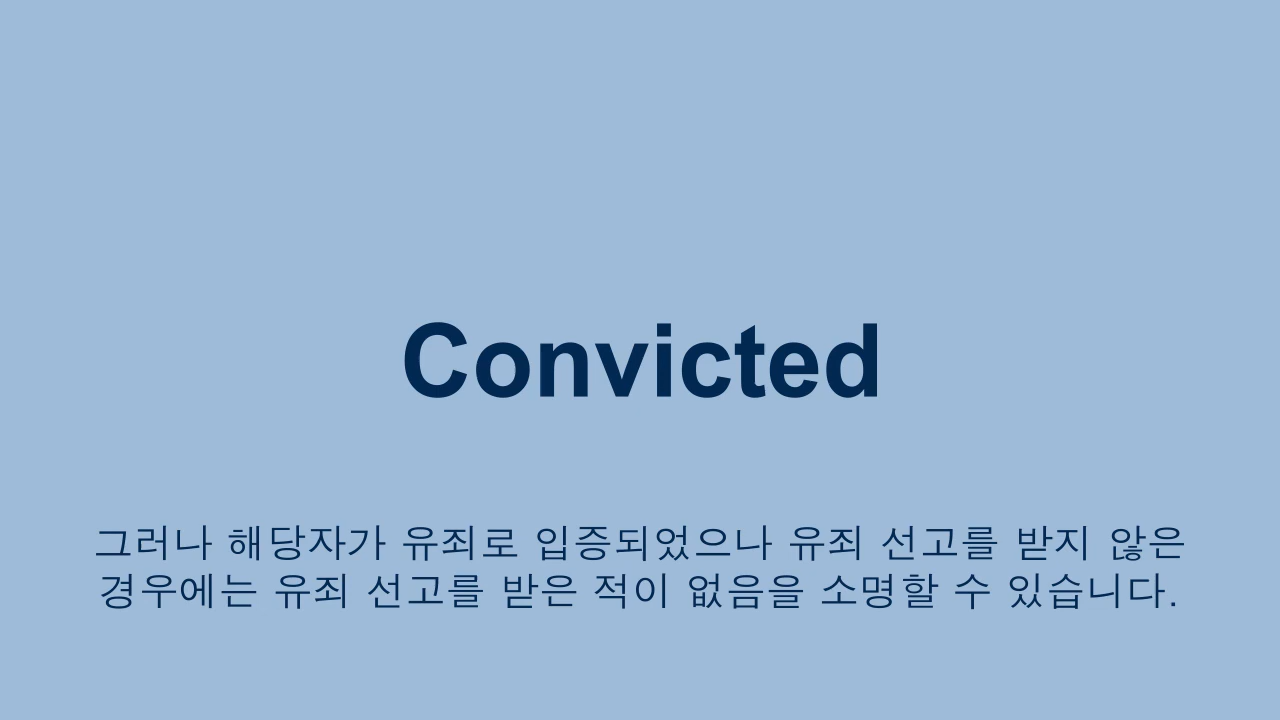 Convicted
그러나 해당자가 유죄로 입증되었으나 유죄 선고를 받지 않은
경우에는 유죄 선고를 받은 적이 없음을 소명할 수 있습니다.